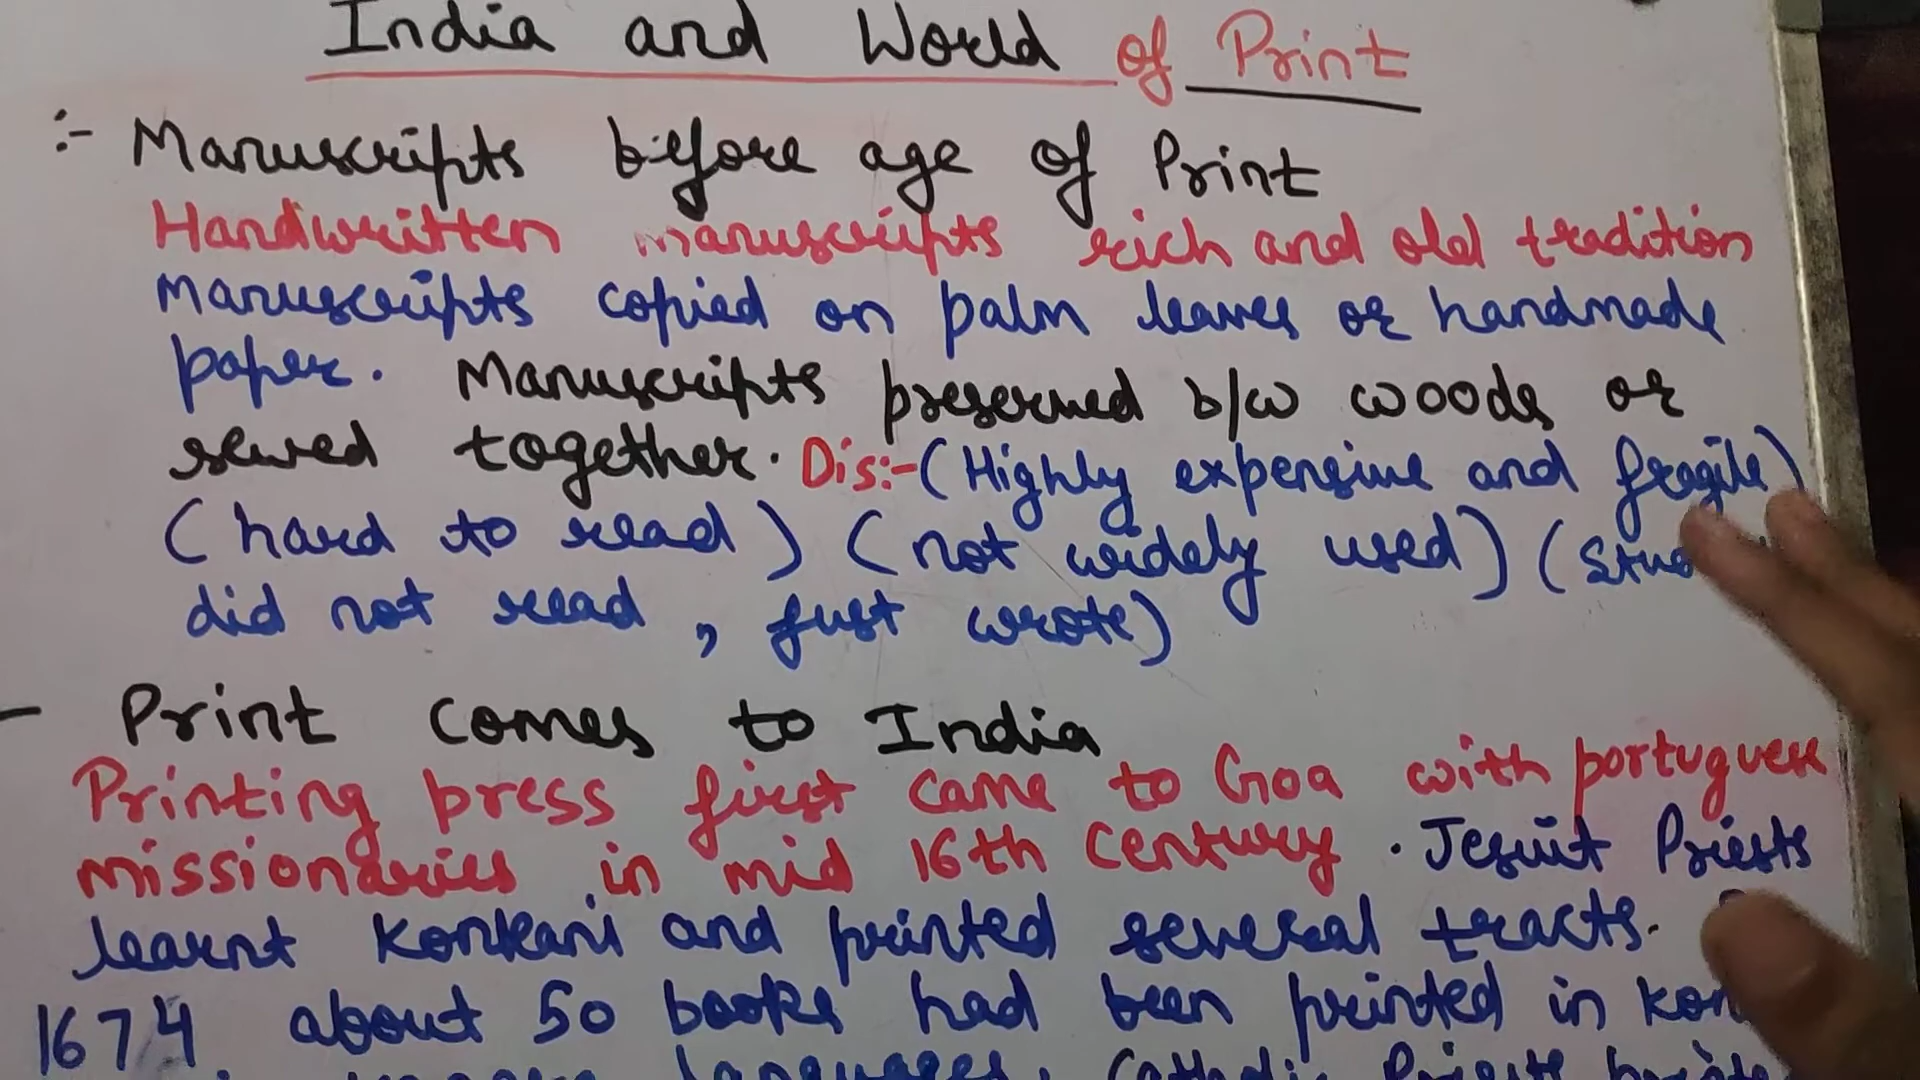 India and World of Print
:- Manuscripts before age of Print
Handwritten manuscripts rich and old tradition
Manuscripts copied on palm leaves or handmade
paper. Manuscripts preserved b/w woods or
sewed together. Dis:- (Highly expensive and fragile)
(hard to read) (not widely used) (
did not read, just wrote)
- Print comes to India
Printing press first came to Goa with portuguese
missionaries in mid 16th century. Jesuit Priests
learnt Konkani and printed several tracts.
1674 about 50 books had been printed in
languages. Catholic Priests